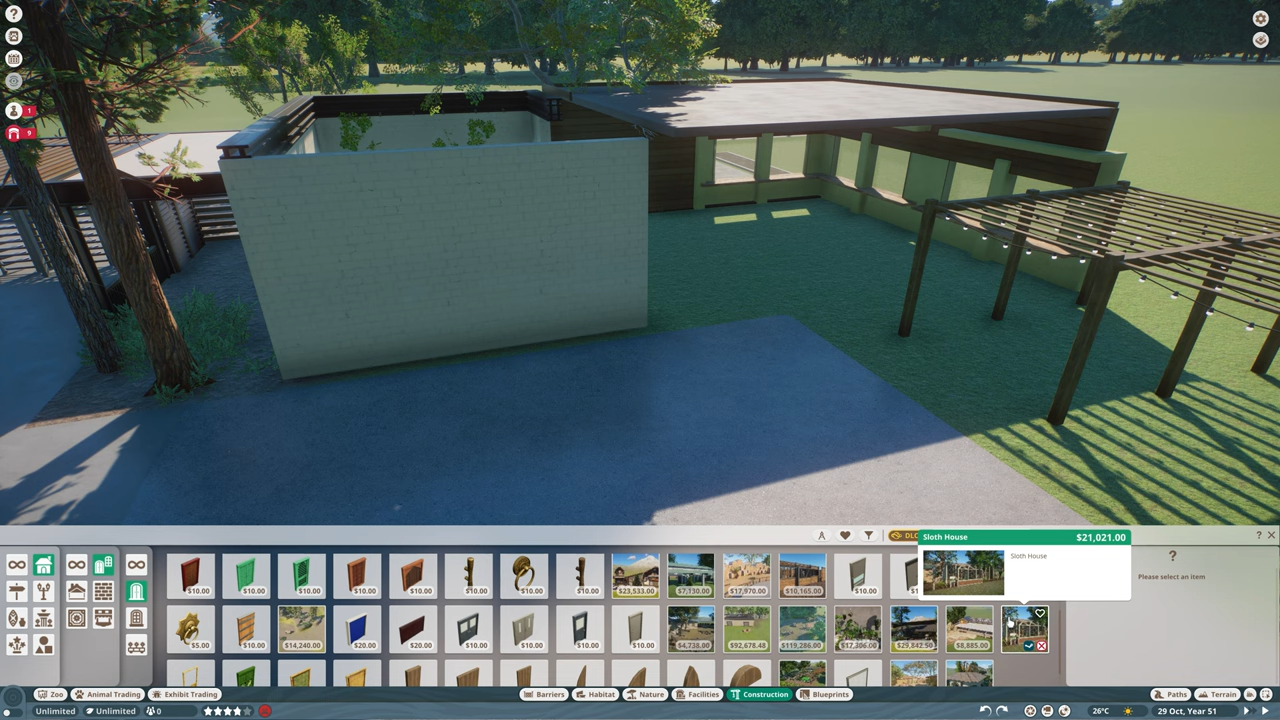 1
9
DLC
Sloth House
$21,021.00
Sloth House
?
Please select an item
? ×
$10.00
$10.00
$10.00
$10.00
$10.00
$10.00
$10.00
$10.00
$23,533.00
$7,130.00
$17,970.00
$10,165.00
$10.00
$5.00
$10.00
$14,240.00
$20.00
$20.00
$10.00
$10.00
$10.00
$10.00
$4,738.00
$92,678.48
$119,286.00
$17,306.00
$29,842.50
$8,885.00
Zoo
Animal Trading
Exhibit Trading
Barriers
Habitat
Nature
Facilities
Construction
Blueprints
Paths
Terrain
Unlimited
Unlimited
0
26°C
29 Oct, Year 51